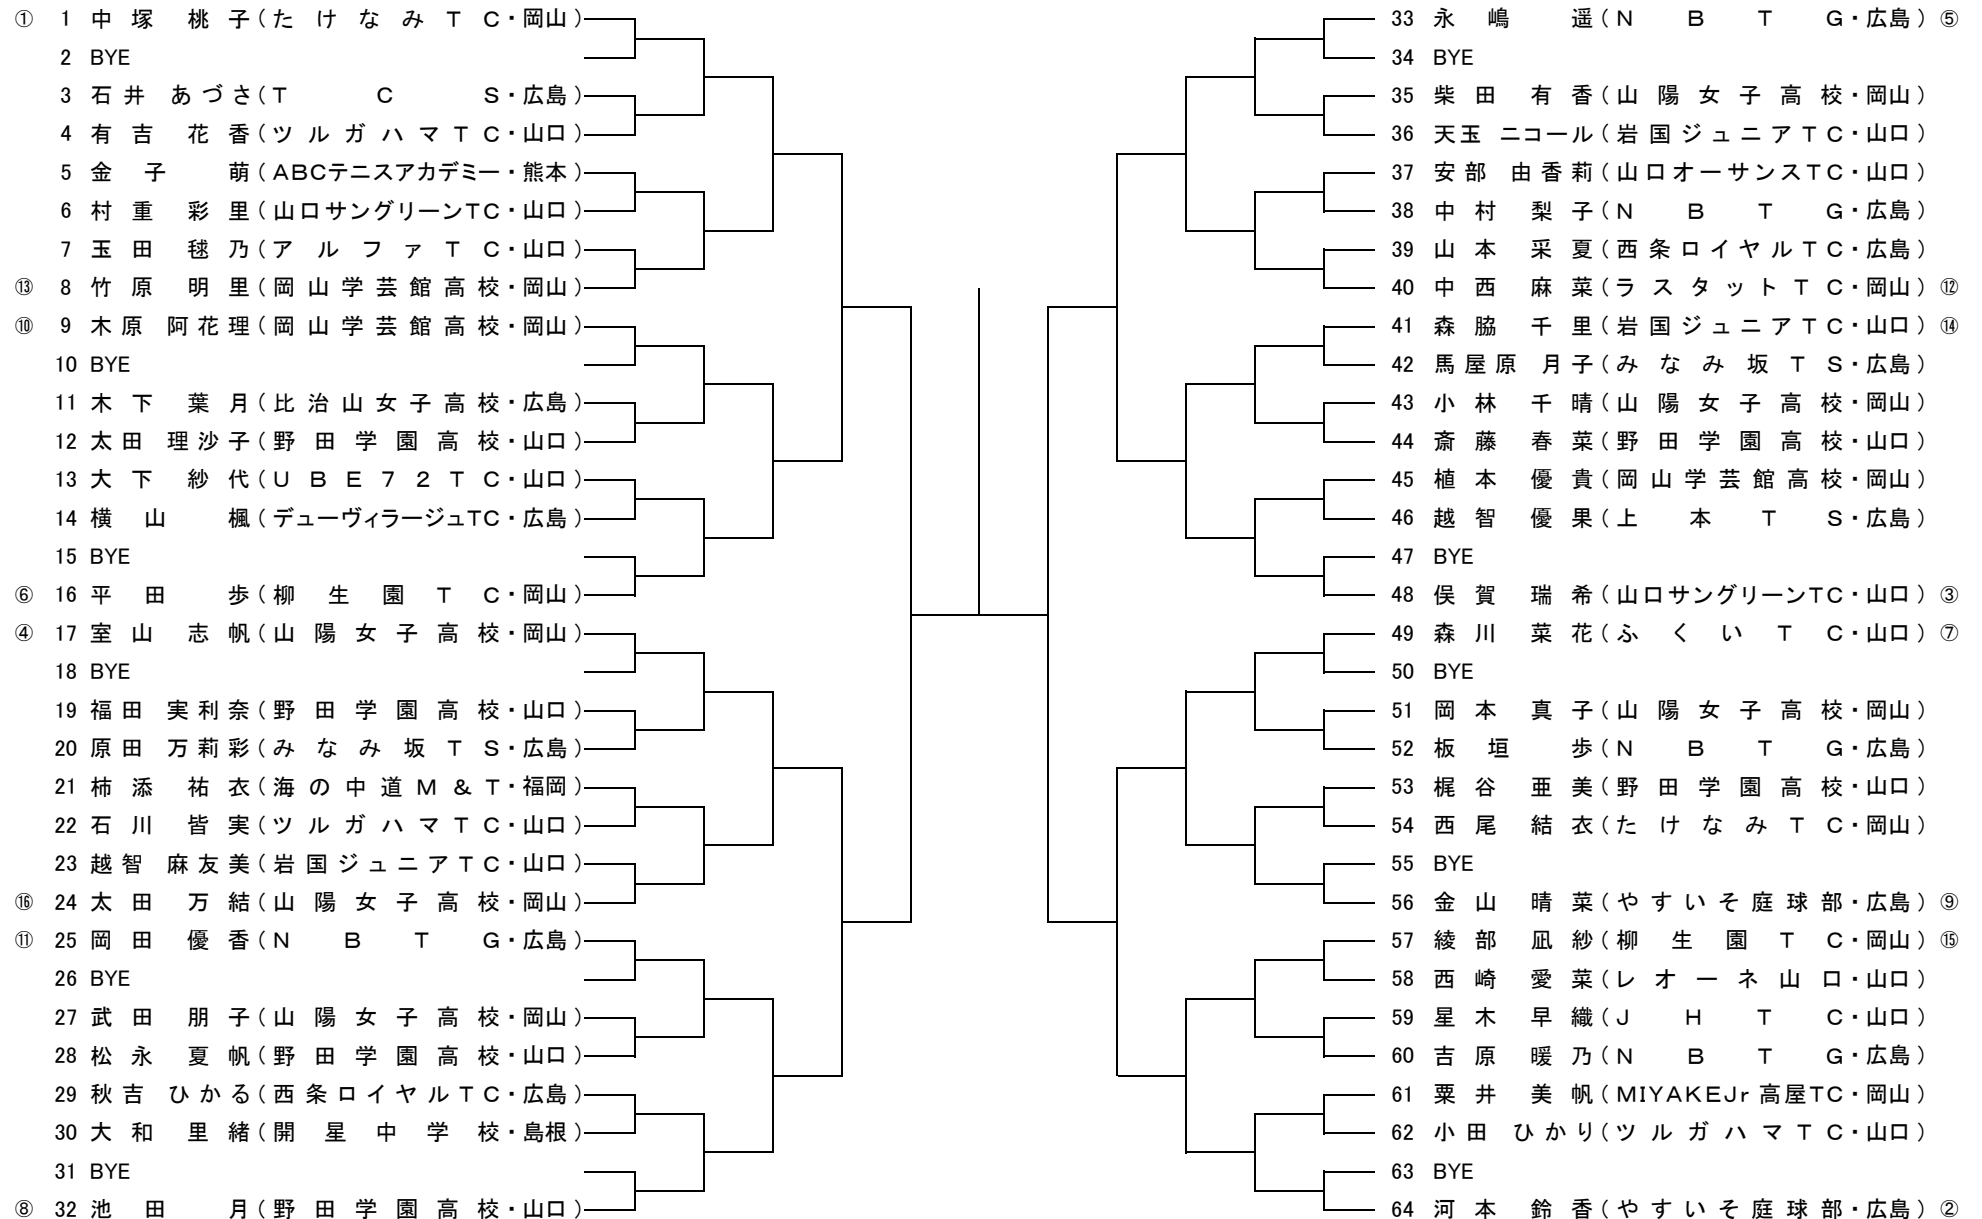 ① 1 中塚 桃子(たけなみTC・岡山)
2 BYE
3 石井 あづさ(TCS・広島)
4 有吉 花香(ツルガハマTC・山口)
5 金子 萌(ABCテニスアカデミー・熊本)
6 村重 彩里(山口サングリーンTC・山口)
7 玉田 毬乃(アルファTC・山口)
⑬ 8 竹原 明里(岡山学芸館高校・岡山)
⑩ 9 木原 阿花理(岡山学芸館高校・岡山)
10 BYE
11 木下 葉月(比治山女子高校・広島)
12 太田 理沙子(野田学園高校・山口)
13 大下 紗代(UBE72TC・山口)
14 横山 楓(デューヴィラージュTC・広島)
15 BYE
⑥ 16 平田 歩(柳生園TC・岡山)
④ 17 室山 志帆(山陽女子高校・岡山)
18 BYE
19 福田 実利奈(野田学園高校・山口)
20 原田 万莉彩(みなみ坂TS・広島)
21 柿添 祐衣(海の中道M&T・福岡)
22 石川 皆実(ツルガハマTC・山口)
23 越智 麻友美(岩国ジュニアTC・山口)
⑯ 24 太田 万結(山陽女子高校・岡山)
⑪ 25 岡田 優香(NBTG・広島)
26 BYE
27 武田 朋子(山陽女子高校・岡山)
28 松永 夏帆(野田学園高校・山口)
29 秋吉 ひかる(西条ロイヤルTC・広島)
30 大和 里緒(開星中学校・島根)
31 BYE
⑧ 32 池田 月(野田学園高校・山口)
33 永嶋 遥(NBTG・広島) ⑤
34 BYE
35 柴田 有香(山陽女子高校・岡山)
36 天玉 ニコール(岩国ジュニアTC・山口)
37 安部 由香莉(山口オーサンスTC・山口)
38 中村 梨子(NBTG・広島)
39 山本 采夏(西条ロイヤルTC・広島)
40 中西 麻菜(ラスタットTC・岡山) ⑫
41 森脇 千里(岩国ジュニアTC・山口) ⑭
42 馬屋原 月子(みなみ坂TS・広島)
43 小林 千晴(山陽女子高校・岡山)
44 斎藤 春菜(野田学園高校・山口)
45 植本 優貴(岡山学芸館高校・岡山)
46 越智 優果(上本TS・広島)
47 BYE
48 俣賀 瑞希(山口サングリーンTC・山口) ③
49 森川 菜花(ふくいTC・山口) ⑦
50 BYE
51 岡本 真子(山陽女子高校・岡山)
52 板垣 歩(NBTG・広島)
53 梶谷 亜美(野田学園高校・山口)
54 西尾 結衣(たけなみTC・岡山)
55 BYE
56 金山 晴菜(やすいそ庭球部・広島) ⑨
57 綾部 凪紗(柳生園TC・岡山) ⑮
58 西崎 愛菜(レオーネ山口・山口)
59 星木 早織(JHTC・山口)
60 吉原 暖乃(NBTG・広島)
61 粟井 美帆(MIYAKEJr 高屋TC・岡山)
62 小田 ひかり(ツルガハマTC・山口)
63 BYE
64 河本 鈴香(やすいそ庭球部・広島) ②